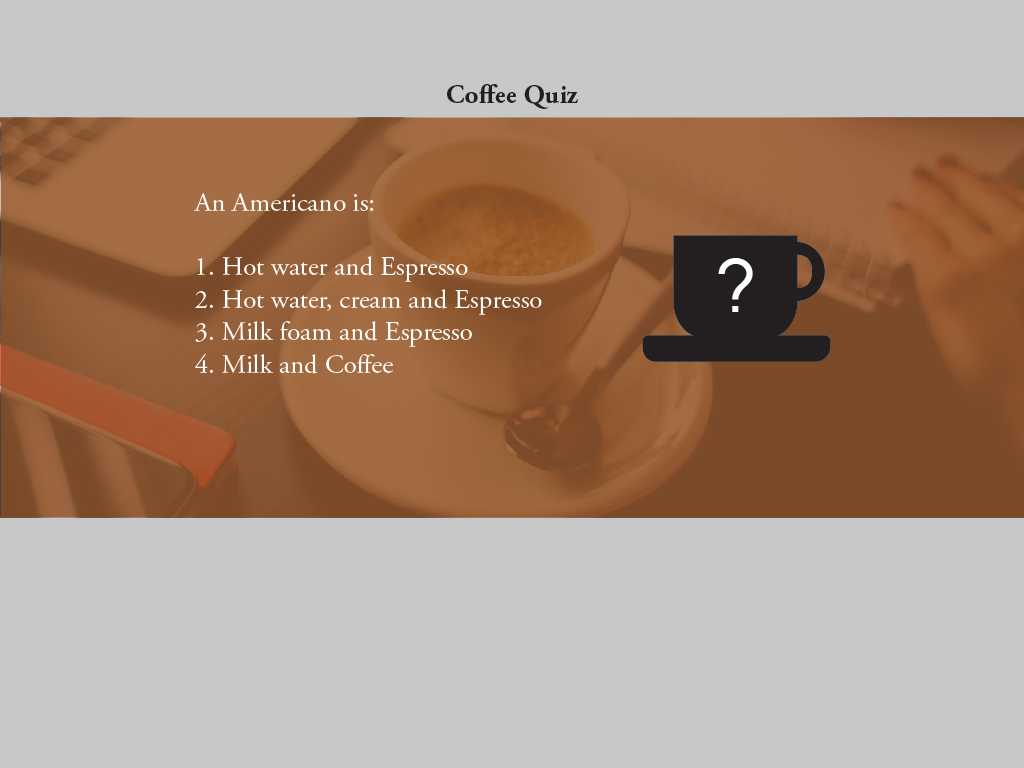 Coffee Quiz
An Americano is:
1. Hot water and Espresso
2. Hot water, cream and Espresso
3. Milk foam and Espresso
4. Milk and Coffee
?